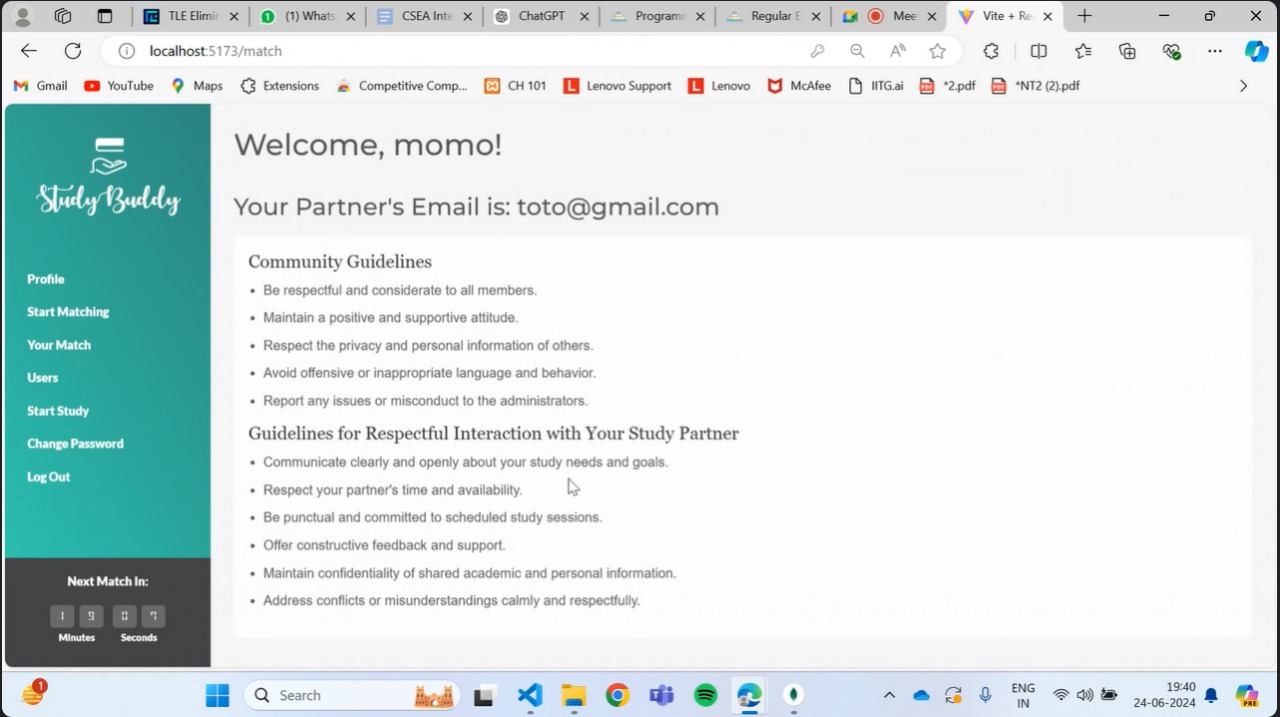 TLE Elimin
(1) Whats
CSEA Inte
ChatGPT
Programm
Regular E
Mee
Vite + Re
localhost:5173/match
Gmail
YouTube
Maps
Extensions
Competitive Comp...
CH 101
Lenovo Support
Lenovo
McAfee
IITG.ai
*2.pdf
*NT2 (2).pdf
Study Buddy
Profile
Start Matching
Your Match
Users
Start Study
Change Password
Log Out
Next Match In:
1 9 0 7
Minutes Seconds
Welcome, momo!
Your Partner's Email is: toto@gmail.com
Community Guidelines
• Be respectful and considerate to all members.
• Maintain a positive and supportive attitude.
• Respect the privacy and personal information of others.
• Avoid offensive or inappropriate language and behavior.
• Report any issues or misconduct to the administrators.
Guidelines for Respectful Interaction with Your Study Partner
• Communicate clearly and openly about your study needs and goals.
• Respect your partner's time and availability.
• Be punctual and committed to scheduled study sessions.
• Offer constructive feedback and support.
• Maintain confidentiality of shared academic and personal information.
• Address conflicts or misunderstandings calmly and respectfully.
1
Search
ENG
IN
19:40
24-06-2024
PRE